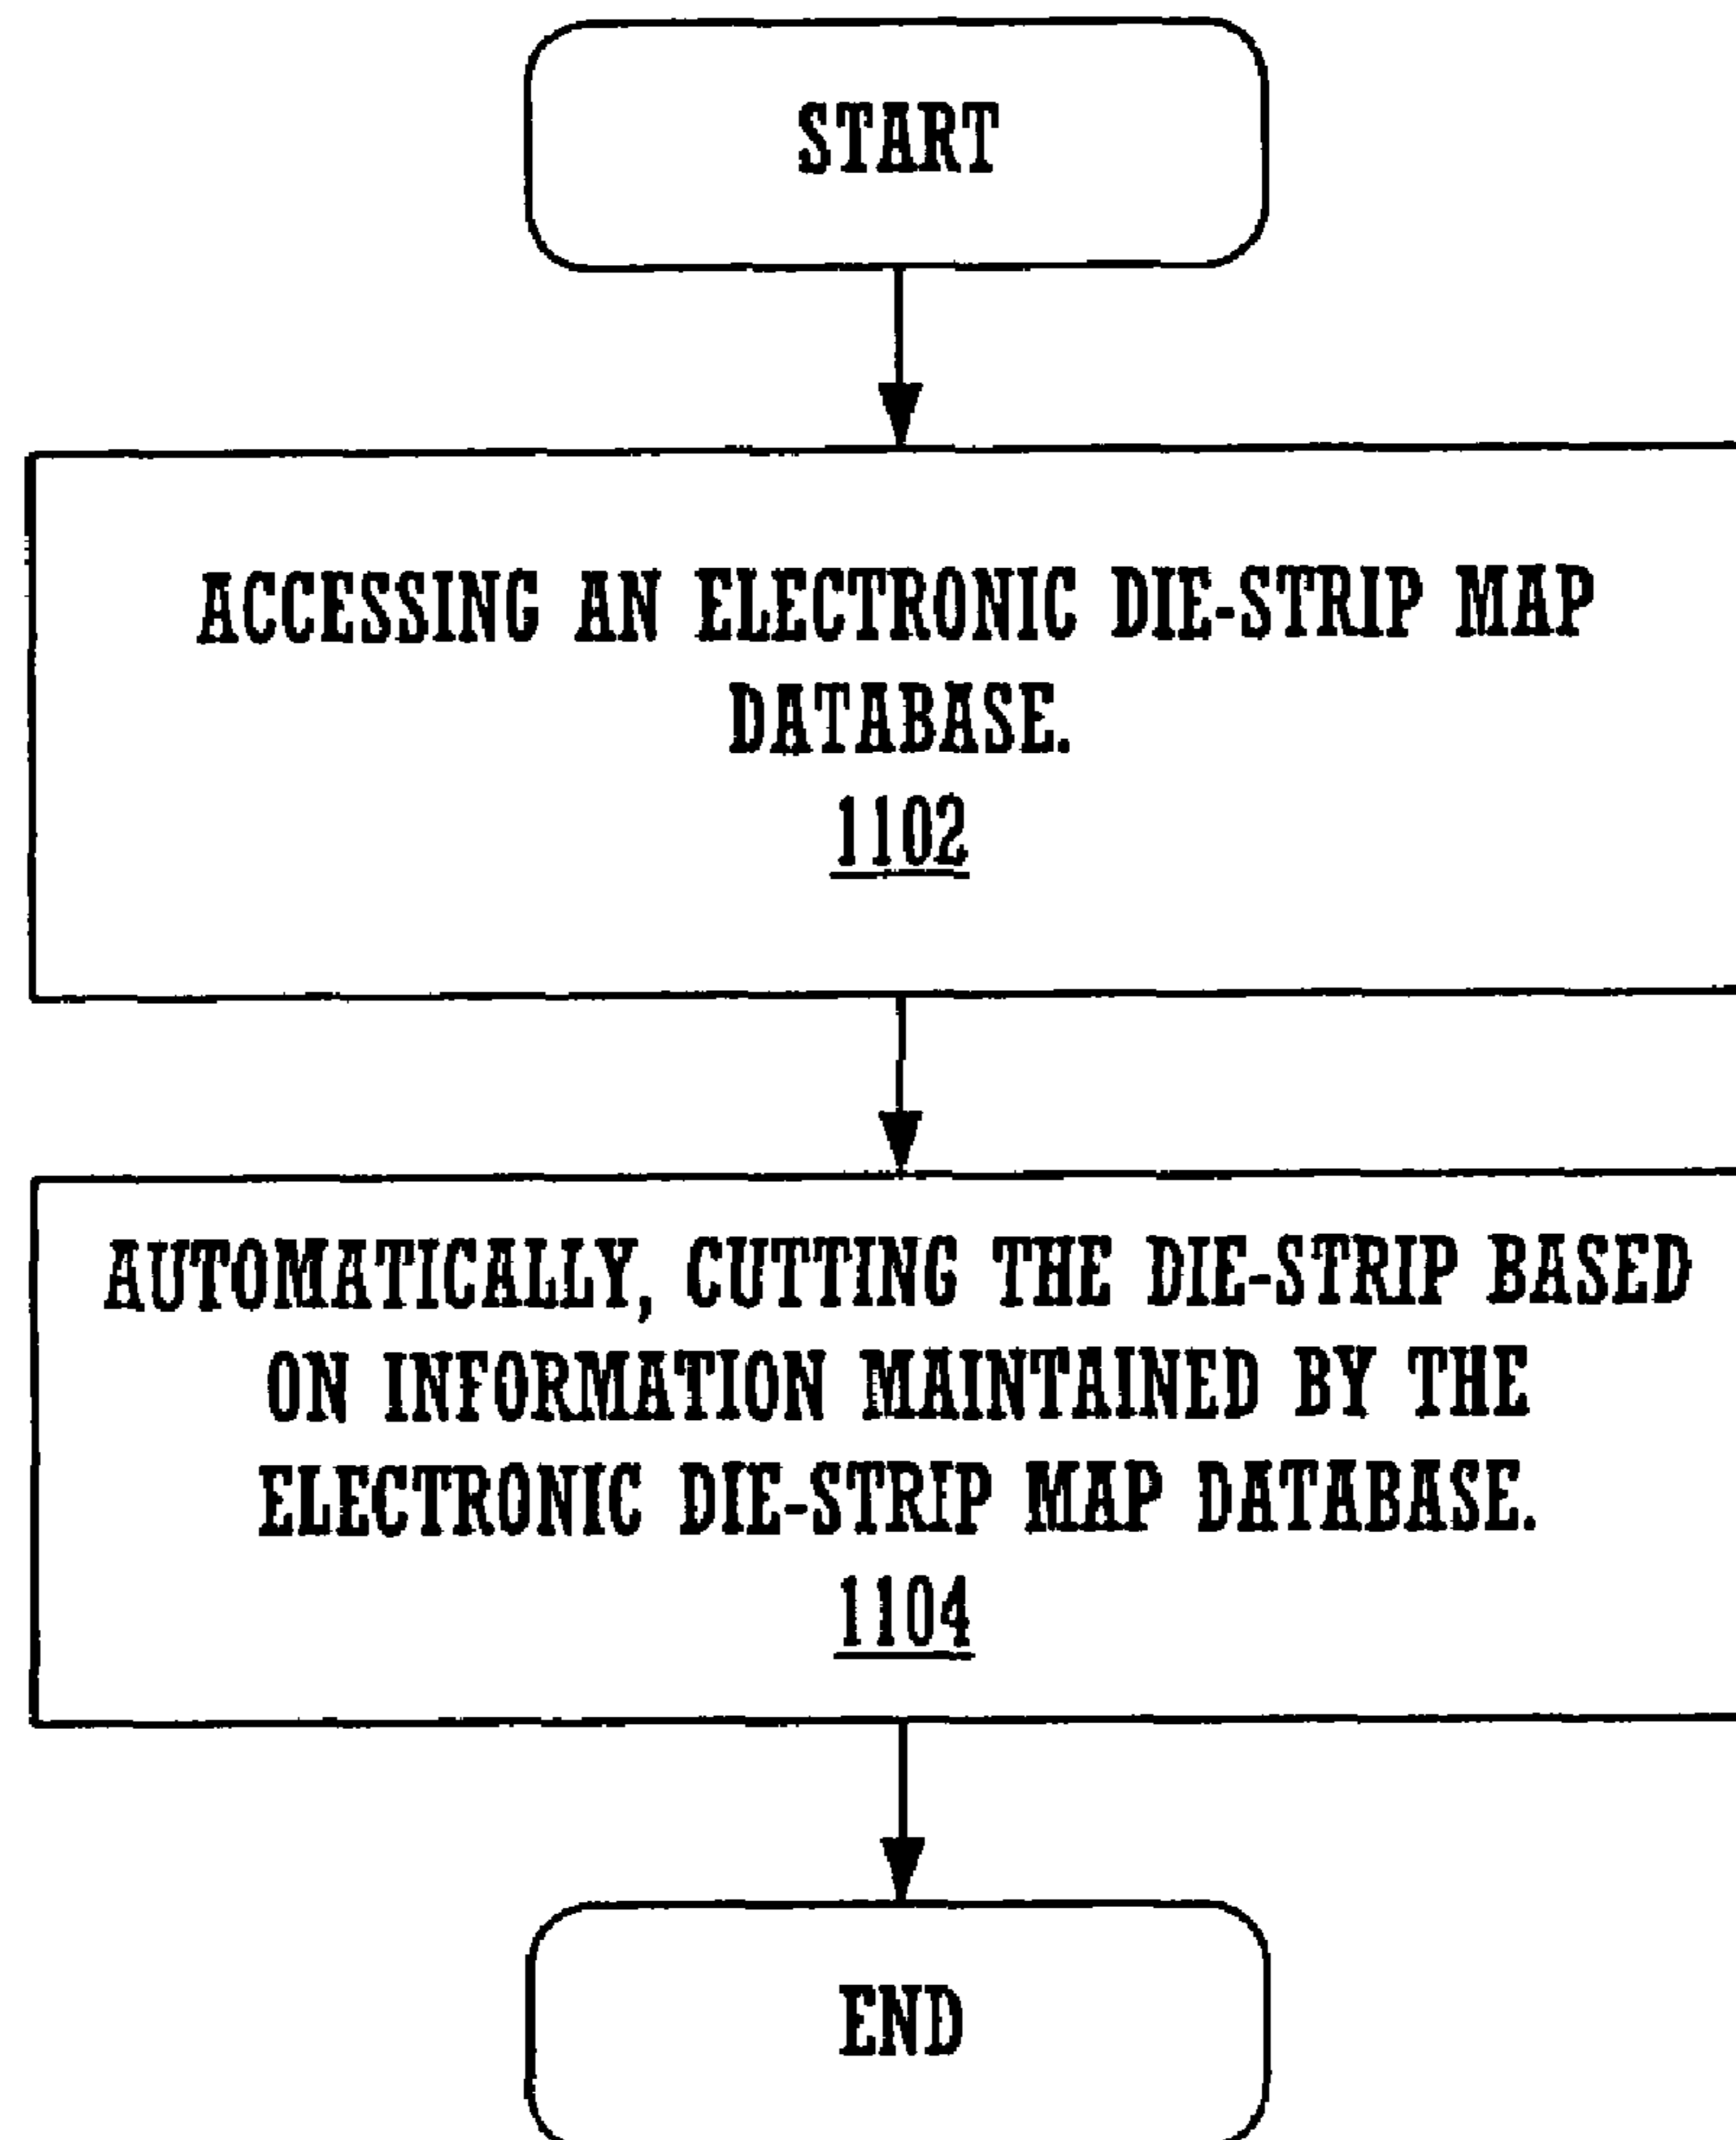 START
ACCESSING AN ELECTRONIC DIE-STRIP MAP
DATABASE.
1102
AUTOMATICALLY, CUTTING THE DIE-STRIP BASED
ON INFORMATION MAINTAINED BY THE
ELECTRONIC DIE-STRIP MAP DATABASE.
1104
END